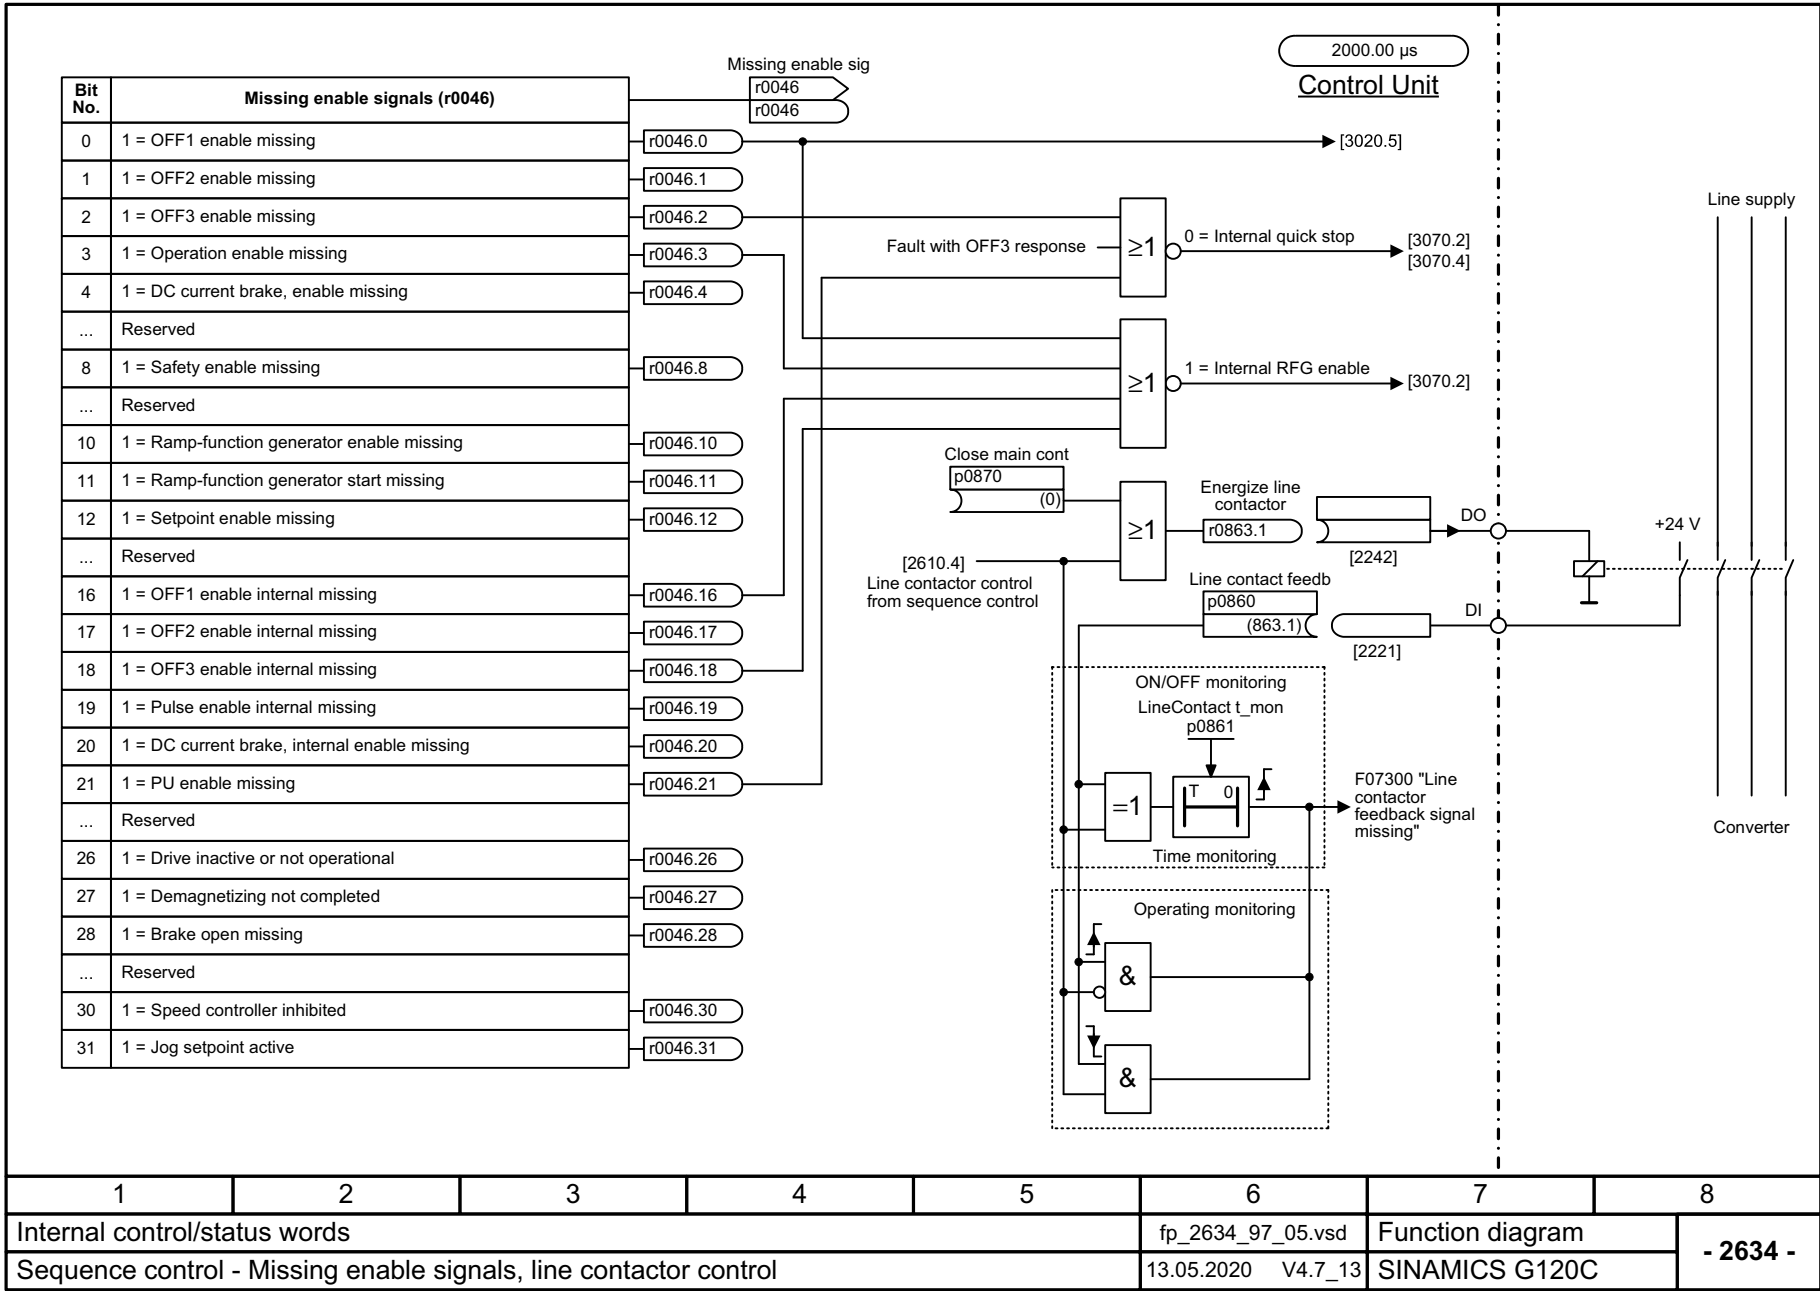 2000.00 µs
Control Unit
Missing enable sig
r0046
r0046
Bit No. Missing enable signals (r0046)
0 1 = OFF1 enable missing r0046.0 [3020.5]
1 1 = OFF2 enable missing r0046.1
2 1 = OFF3 enable missing r0046.2
3 1 = Operation enable missing r0046.3
4 1 = DC current brake, enable missing r0046.4
... Reserved
8 1 = Safety enable missing r0046.8
... Reserved
10 1 = Ramp-function generator enable missing r0046.10
11 1 = Ramp-function generator start missing r0046.11
12 1 = Setpoint enable missing r0046.12
... Reserved
16 1 = OFF1 enable internal missing r0046.16
17 1 = OFF2 enable internal missing r0046.17
18 1 = OFF3 enable internal missing r0046.18
19 1 = Pulse enable internal missing r0046.19
20 1 = DC current brake, internal enable missing r0046.20
21 1 = PU enable missing r0046.21
... Reserved
26 1 = Drive inactive or not operational r0046.26
27 1 = Demagnetizing not completed r0046.27
28 1 = Brake open missing r0046.28
... Reserved
30 1 = Speed controller inhibited r0046.30
31 1 = Jog setpoint active r0046.31
Fault with OFF3 response
≥1
0 = Internal quick stop
[3070.2]
[3070.4]
≥1
1 = Internal RFG enable
[3070.2]
Close main cont
p0870
(0)
≥1
[2610.4]
Line contactor control
from sequence control
Energize line
contactor
r0863.1
[2242]
DO
Line contact feedb
p0860
(863.1)
[2221]
DI
+24 V
Line supply
Converter
ON/OFF monitoring
LineContact t_mon
p0861
=1
T 0
Time monitoring
F07300 "Line
contactor
feedback signal
missing"
Operating monitoring
&
&
1 2 3 4 5 6 7 8
Internal control/status words
fp_2634_97_05.vsd
Function diagram
- 2634 -
Sequence control - Missing enable signals, line contactor control
13.05.2020 V4.7_13
SINAMICS G120C